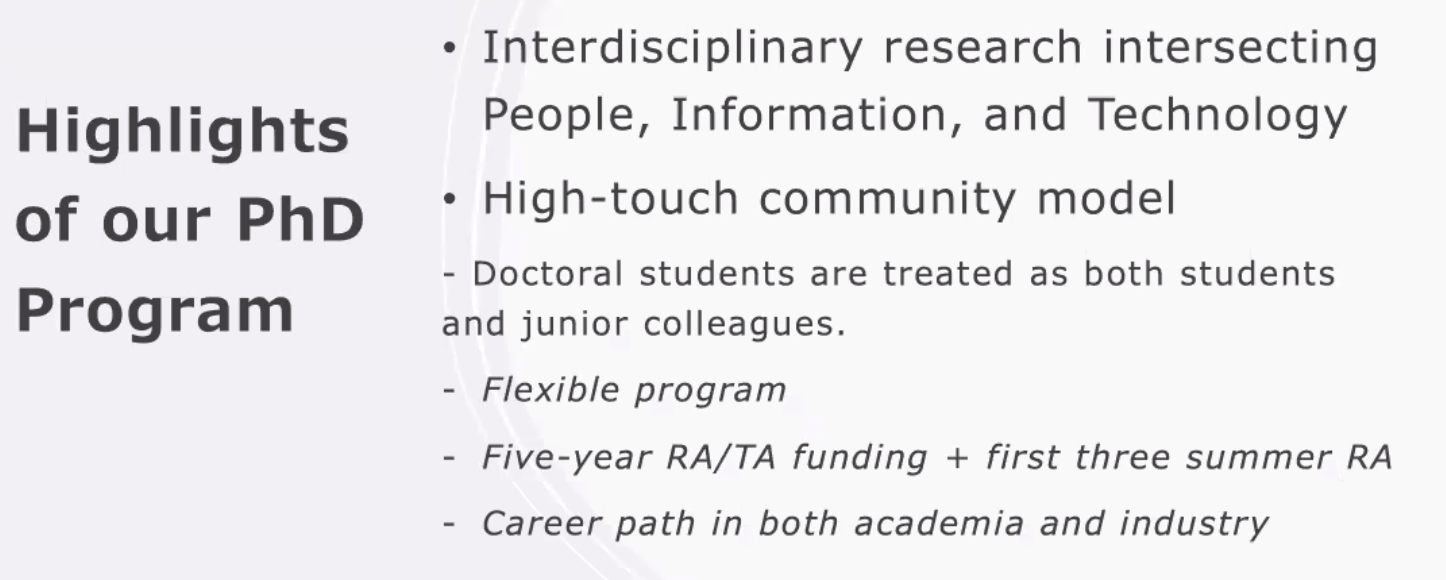 Highlights
of our PhD
Program
• Interdisciplinary research intersecting
People, Information, and Technology
• High-touch community model
- Doctoral students are treated as both students
and junior colleagues.
- Flexible program
- Five-year RA/TA funding + first three summer RA
- Career path in both academia and industry